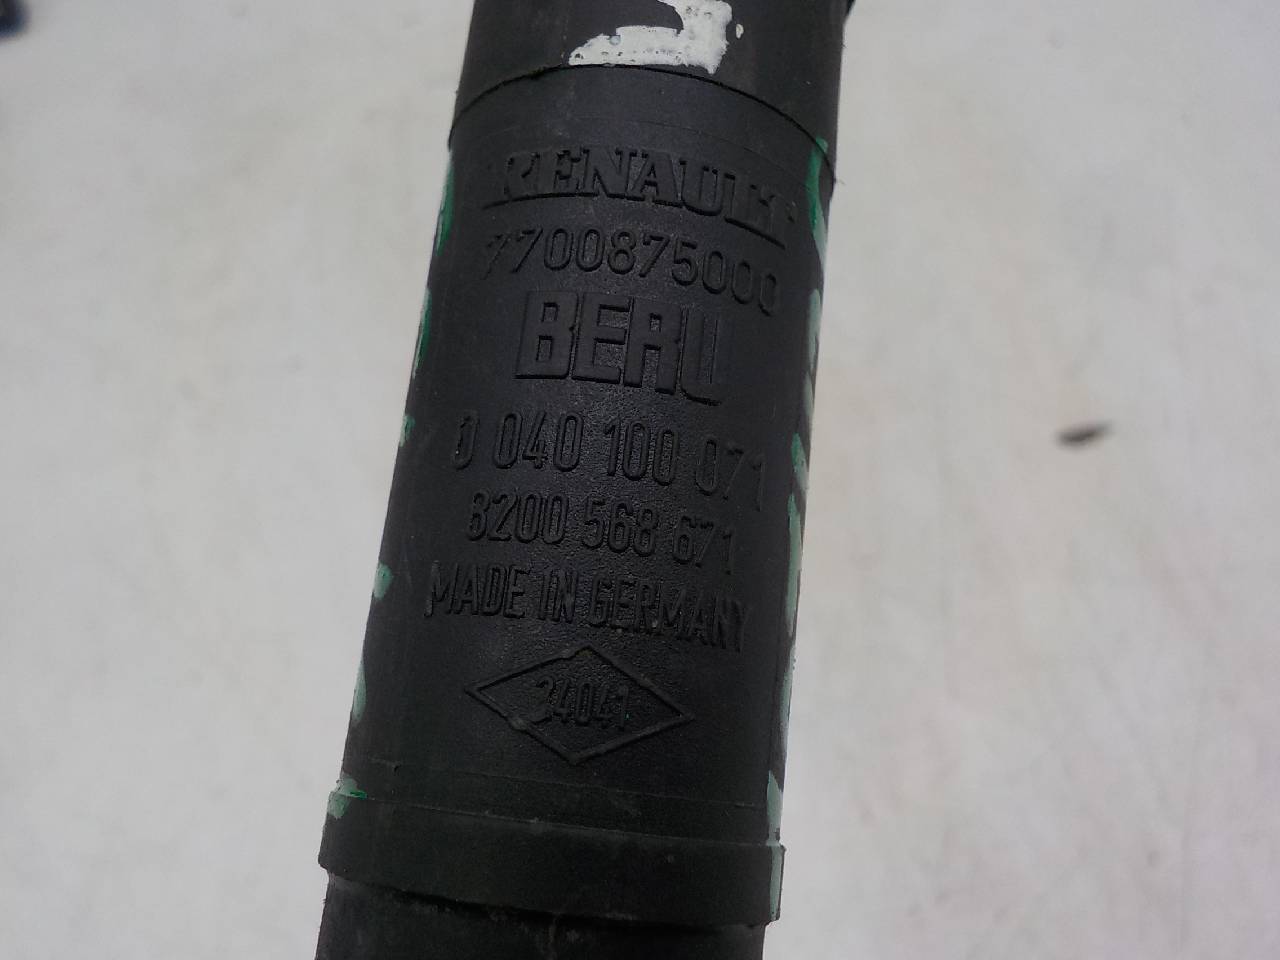 RENAULT
7700875000
BERU
0 040 100 071
8200 568 671
MADE IN GERMANY
24041